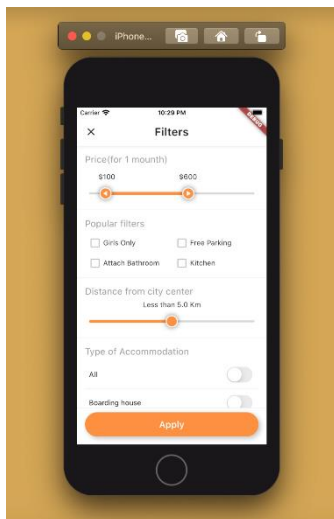 iPhone...
Carrier 10:29 PM
DEBUG
Filters
Price(for 1 mounth)
$100 $600
Popular filters
Girls Only Free Parking
Attach Bathroom Kitchen
Distance from city center
Less than 5.0 Km
Type of Accommodation
All
Boarding house
Apply